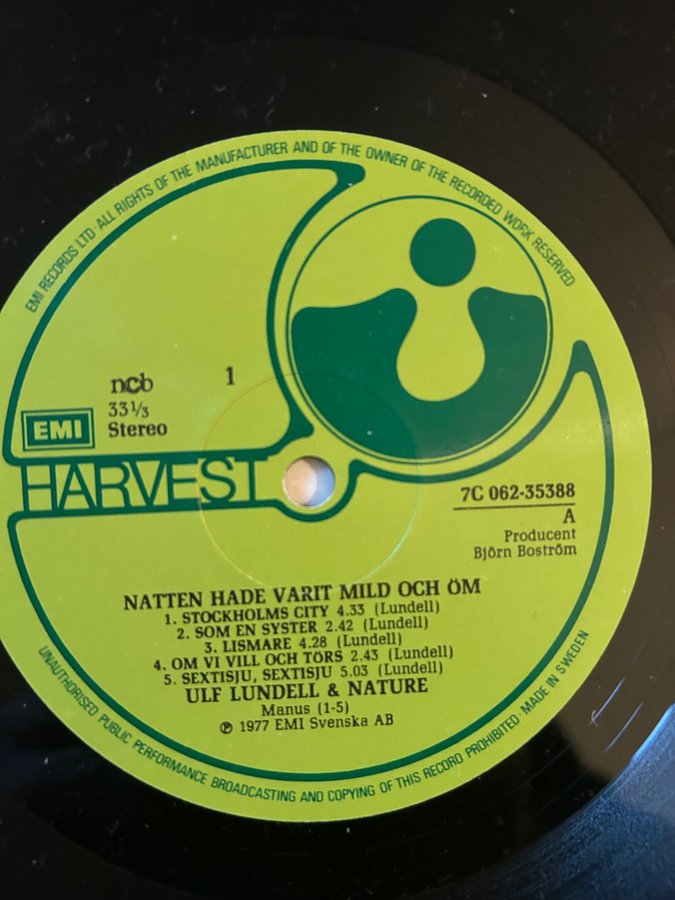 EMI RECORDS LTD · ALL RIGHTS OF THE MANUFACTURER AND OF THE OWNER OF THE RECORDED WORK RESERVED
ncb 1
33 1/3
Stereo
EMI
HARVEST
7C 062-35388
A
Producent
Björn Boström
NATTEN HADE VARIT MILD OCH ÖM
1. STOCKHOLMS CITY 4.33 (Lundell)
2. SOM EN SYSTER 2.42 (Lundell)
3. LISMARE 4.28 (Lundell)
4. OM VI VILL OCH TÖRS 2.43 (Lundell)
5. SEXTISJU, SEXTISJU 5.03 (Lundell)
ULF LUNDELL & NATURE
Manus (1-5)
℗ 1977 EMI Svenska AB
UNAUTHORISED PUBLIC PERFORMANCE BROADCASTING AND COPYING OF THIS RECORD PROHIBITED · MADE IN SWEDEN